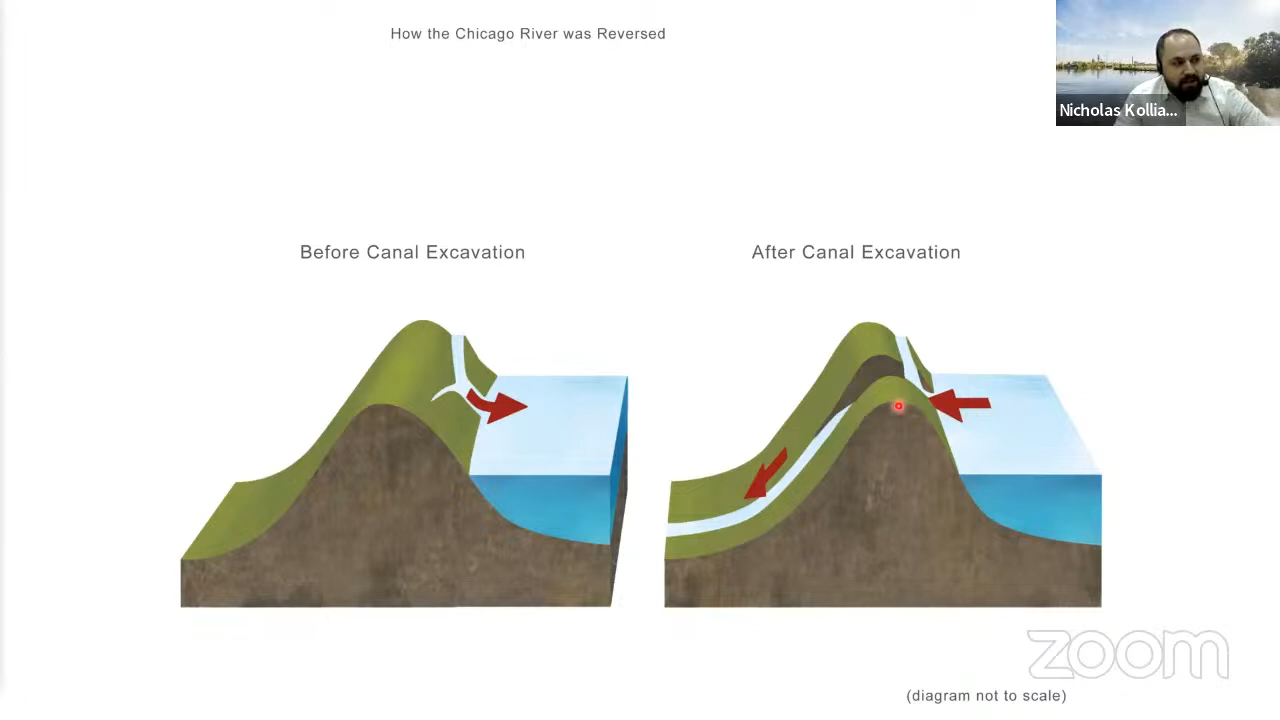 How the Chicago River was Reversed
Nicholas Kollia...
Before Canal Excavation
After Canal Excavation
zoom
(diagram not to scale)